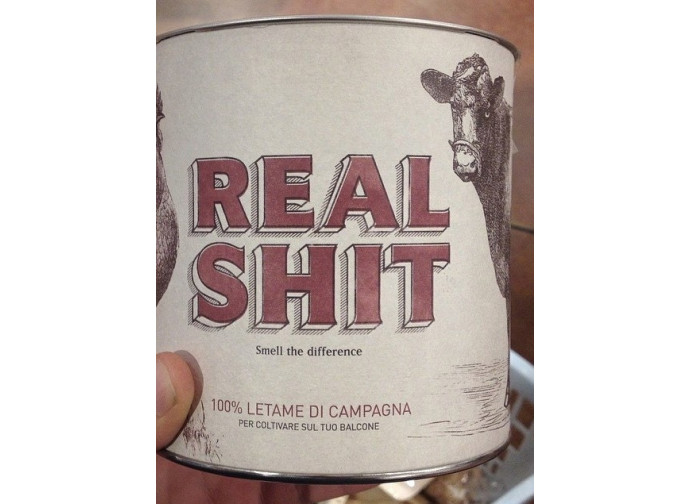 REAL
SHIT
Smell the difference
100% LETAME DI CAMPAGNA
PER COLTIVARE SUL TUO BALCONE